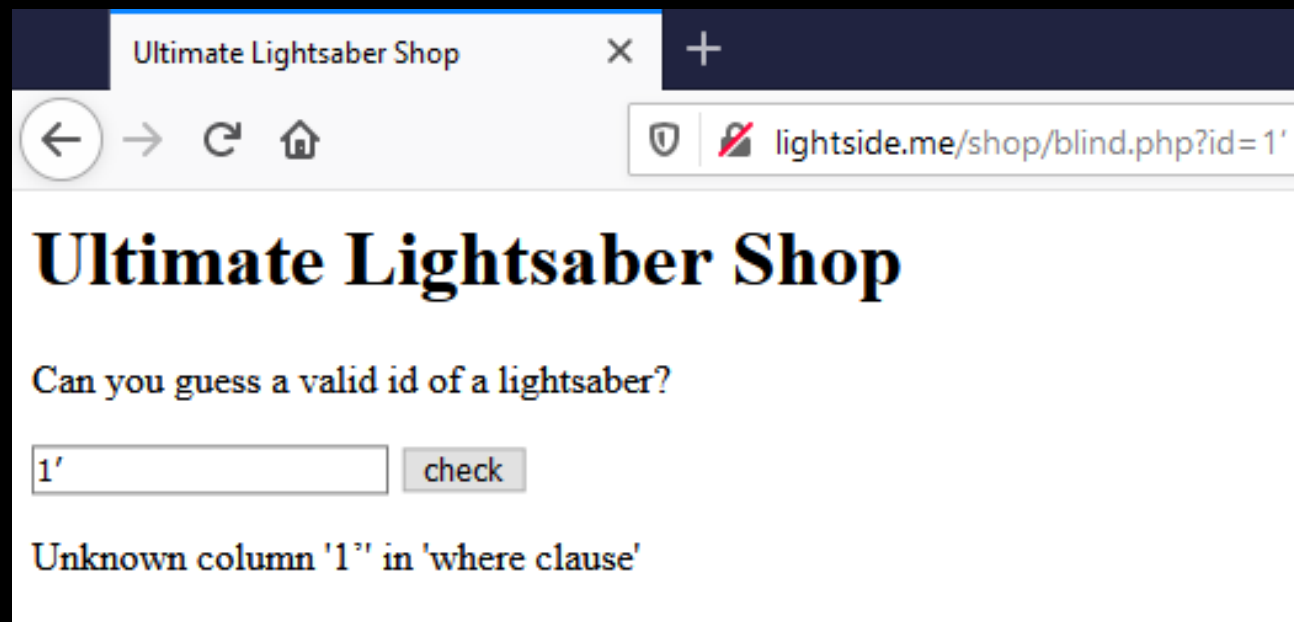 Ultimate Lightsaber Shop
lightside.me/shop/blind.php?id=1′
Ultimate Lightsaber Shop
Can you guess a valid id of a lightsaber?
1′ check
Unknown column '1’' in 'where clause'